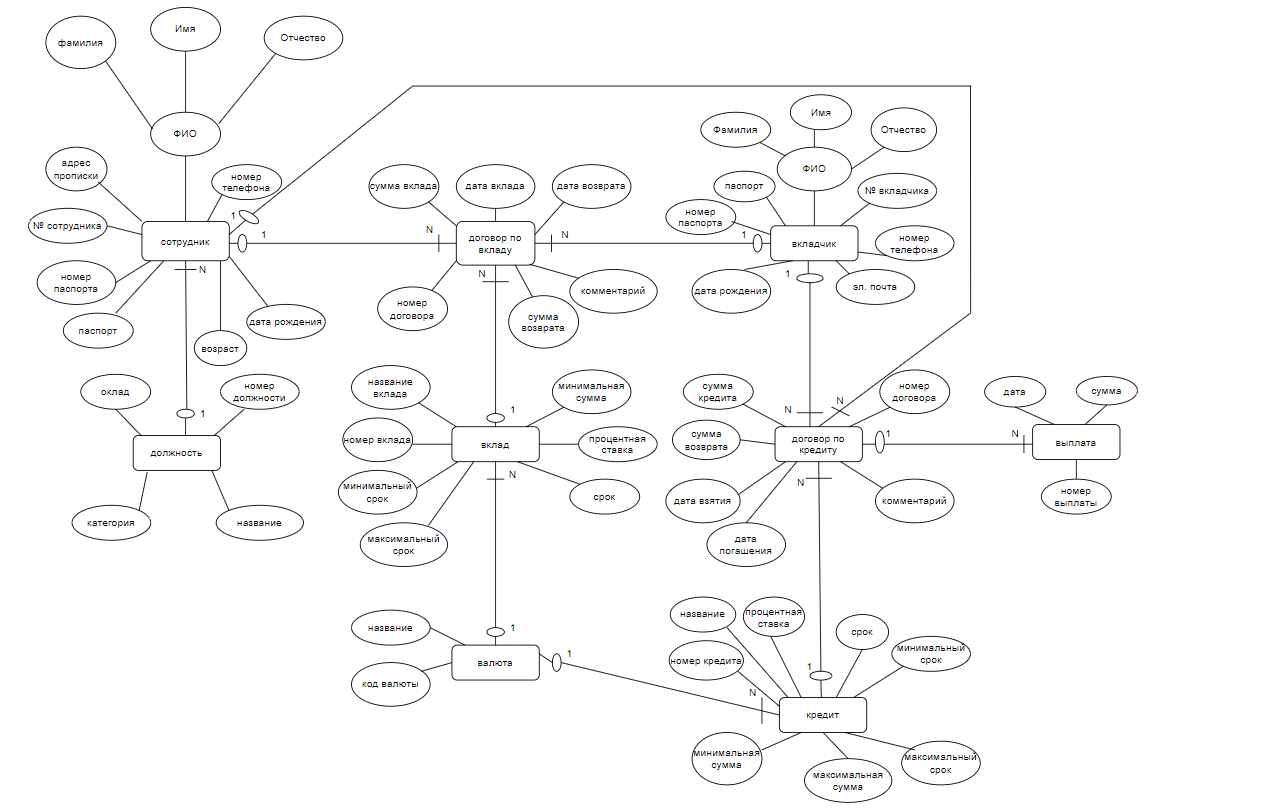 фамилия
Имя
Отчество
ФИО
адрес
прописки
номер
телефона
№ сотрудника
сотрудник
номер
паспорта
паспорт
возраст
дата рождения
1
1
N
сумма вклада
дата вклада
дата возврата
N
договор по
вкладу
N
N
номер
договора
сумма
возврата
комментарий
Фамилия
Имя
Отчество
ФИО
паспорт
№ вкладчика
номер
паспорта
номер
телефона
1
вкладчик
1
дата рождения
эл. почта
оклад
номер
должности
1
должность
категория
название
название
вклада
минимальная
сумма
1
номер вклада
вклад
процентная
ставка
N
минимальный
срок
срок
максимальный
срок
сумма
кредита
номер
договора
N
N
сумма
возврата
договор по
кредиту
1
N
N
дата взятия
комментарий
дата
погашения
дата
сумма
выплата
номер
выплаты
название
1
валюта
1
код валюты
название
процентная
ставка
срок
минимальный
срок
номер кредита
1
N
кредит
минимальная
сумма
максимальная
сумма
максимальный
срок